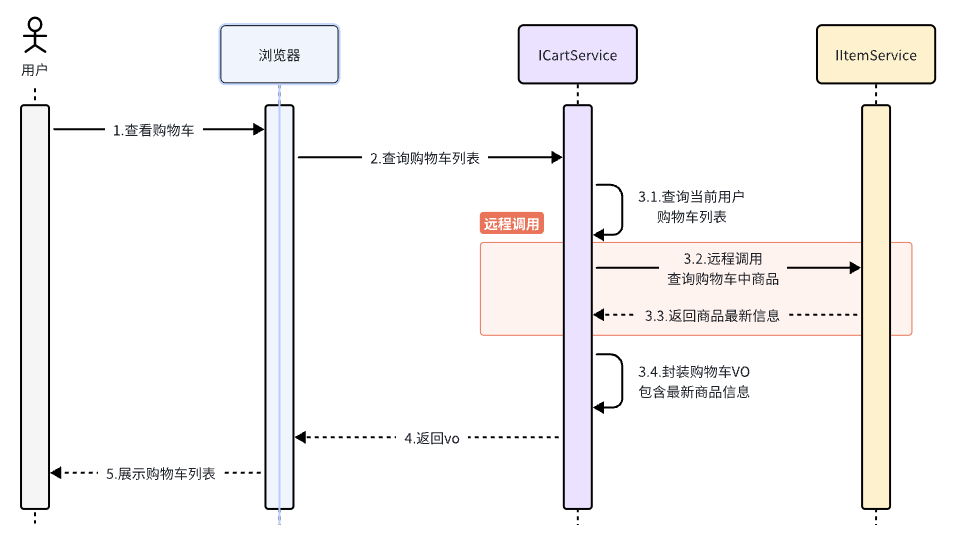 用户
浏览器
ICartService
IItemService
1.查看购物车
2.查询购物车列表
3.1.查询当前用户
购物车列表
远程调用
3.2.远程调用
查询购物车中商品
3.3.返回商品最新信息
3.4.封装购物车VO
包含最新商品信息
4.返回vo
5.展示购物车列表